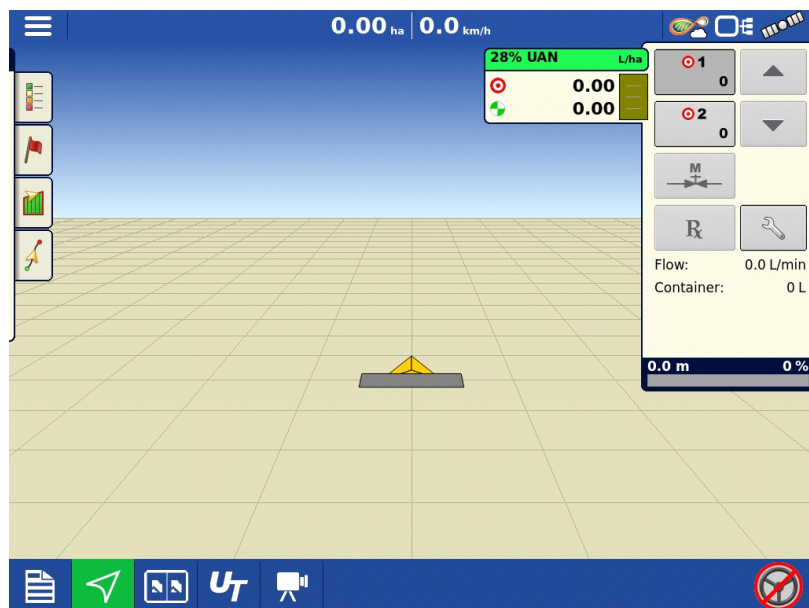 0.00 ha 0.0 km/h
28% UAN L/ha
0.00
0.00
1
0
2
0
M
Rx
Flow: 0.0 L/min
Container: 0 L
0.0 m 0 %
UT